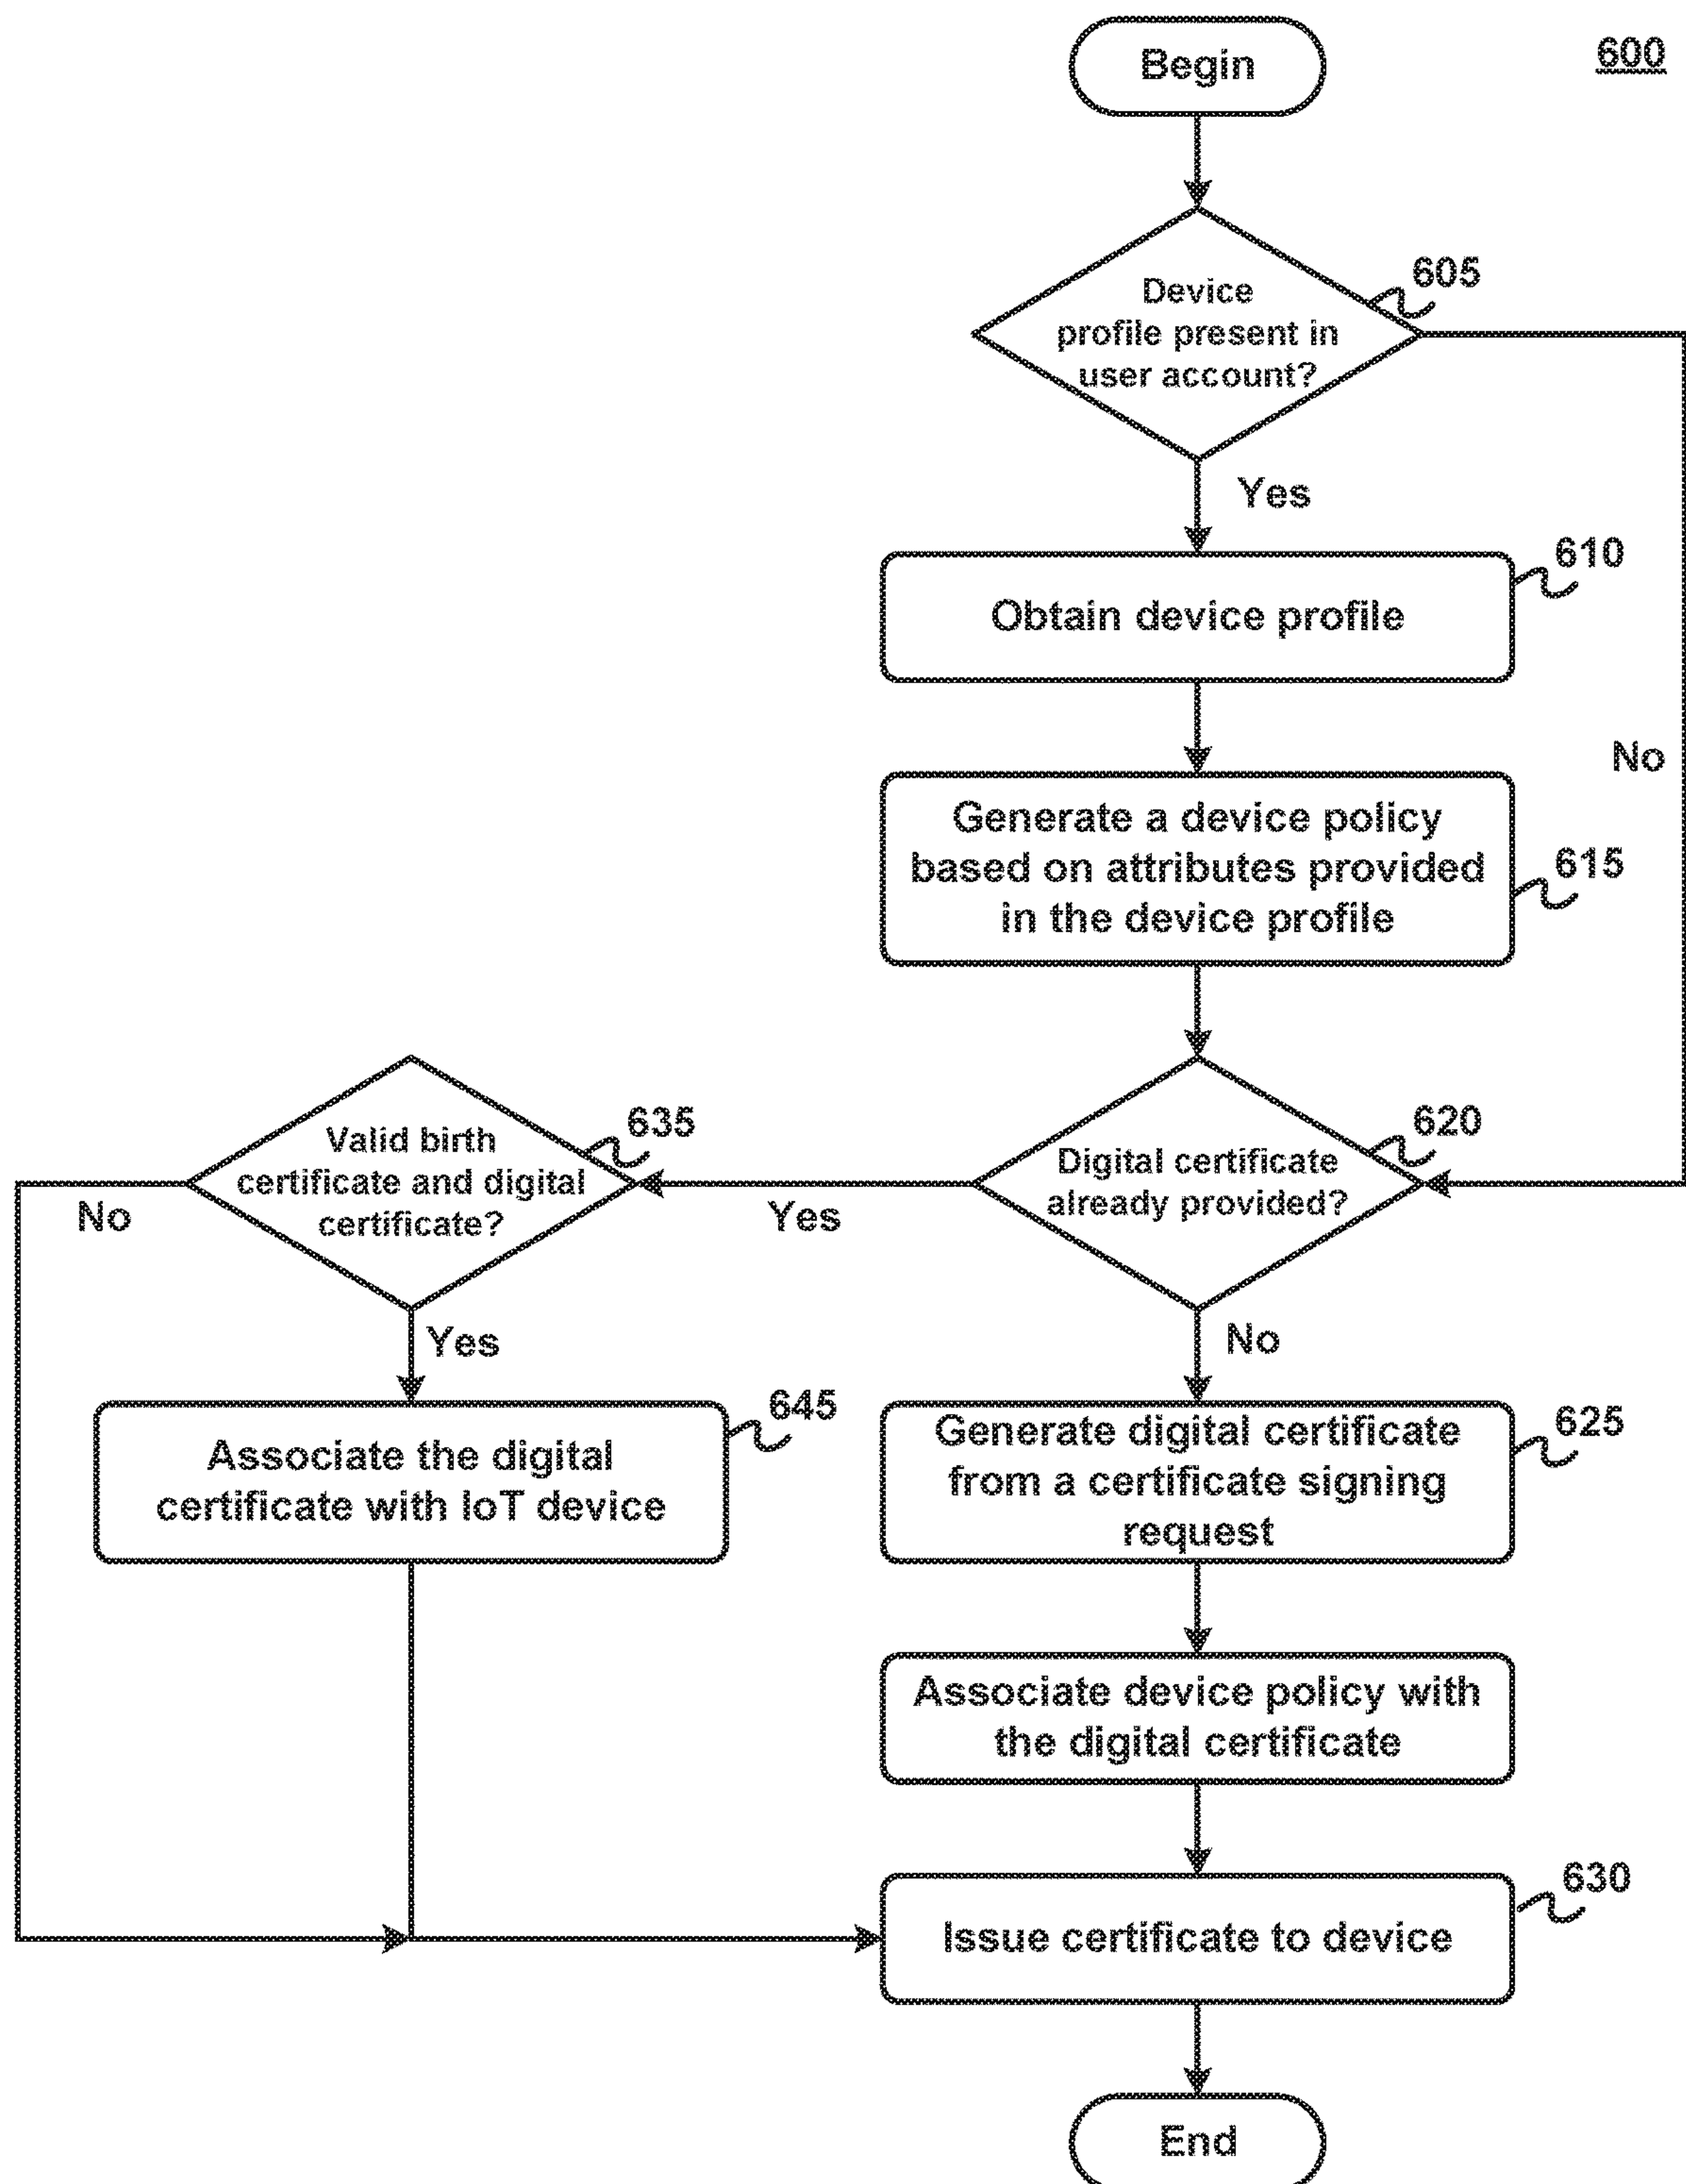 Begin
600
Device
profile present in
user account?
605
Yes
610
Obtain device profile
No
Generate a device policy
based on attributes provided
in the device profile
615
Valid birth
certificate and digital
certificate?
635
Digital certificate
already provided?
620
No
Yes
Yes
No
645
Associate the digital
certificate with IoT device
Generate digital certificate
from a certificate signing
request
625
Associate device policy with
the digital certificate
630
Issue certificate to device
End